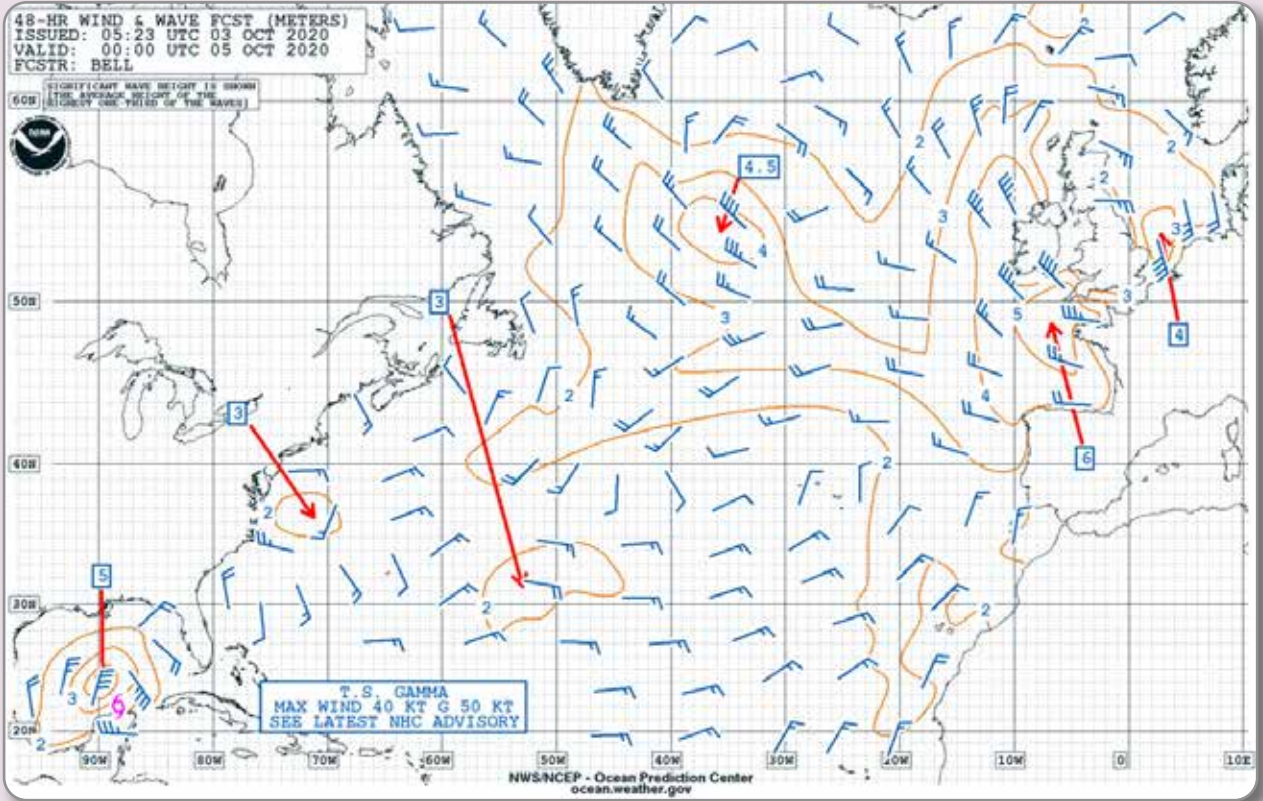 48-HR WIND & WAVE FCST (METERS)
ISSUED: 05:23 UTC 03 OCT 2020
VALID: 00:00 UTC 05 OCT 2020
FCSTR: BELL
SIGNIFICANT WAVE HEIGHT IS SHOWN
(THE AVERAGE HEIGHT OF THE
HIGHEST ONE-THIRD OF THE WAVES)
60N
NOAA
2
2
2
2
4.5
3
3
4
50N
3
3
5
3
4
2
4
3
40N
2
6
2
5
30N
2
2
3
T.S. GAMMA
MAX WIND 40 KT G 50 KT
SEE LATEST NHC ADVISORY
20N
2
90W 80W 70W 60W 50W 40W 30W 20W 10W 0 10E
NWS/NCEP - Ocean Prediction Center
ocean.weather.gov